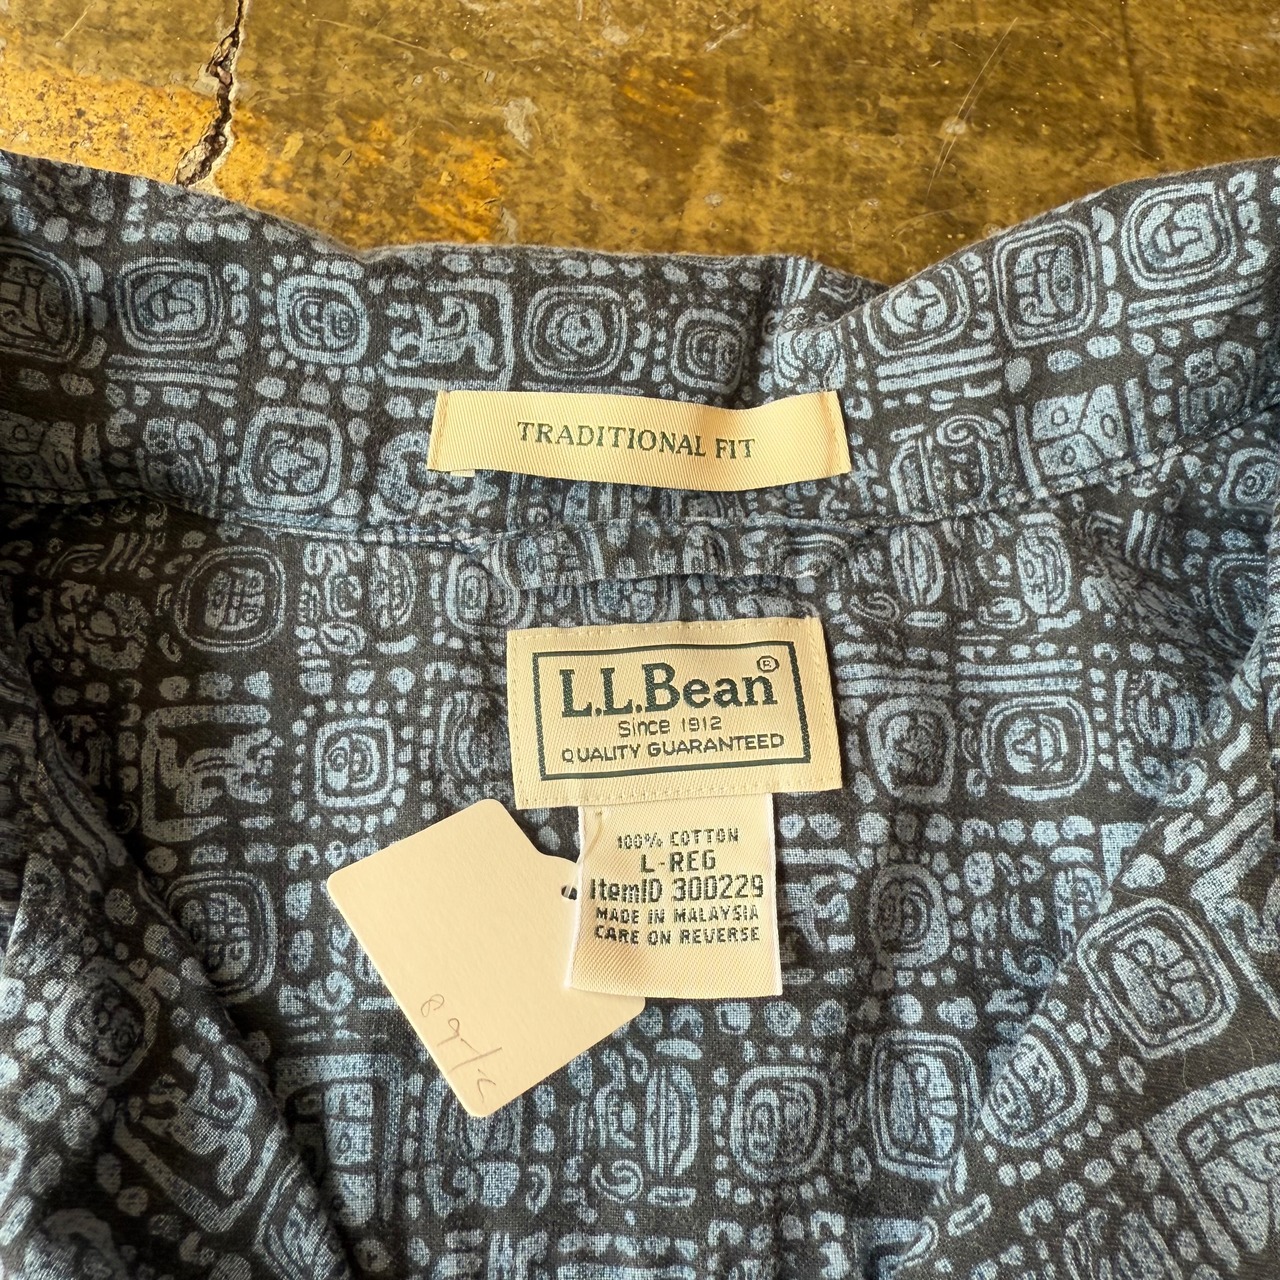 TRADITIONAL FIT
L.L.Bean®
Since 1912
QUALITY GUARANTEED
100% COTTON
L-REG
ItemID 300229
MADE IN MALAYSIA
CARE ON REVERSE